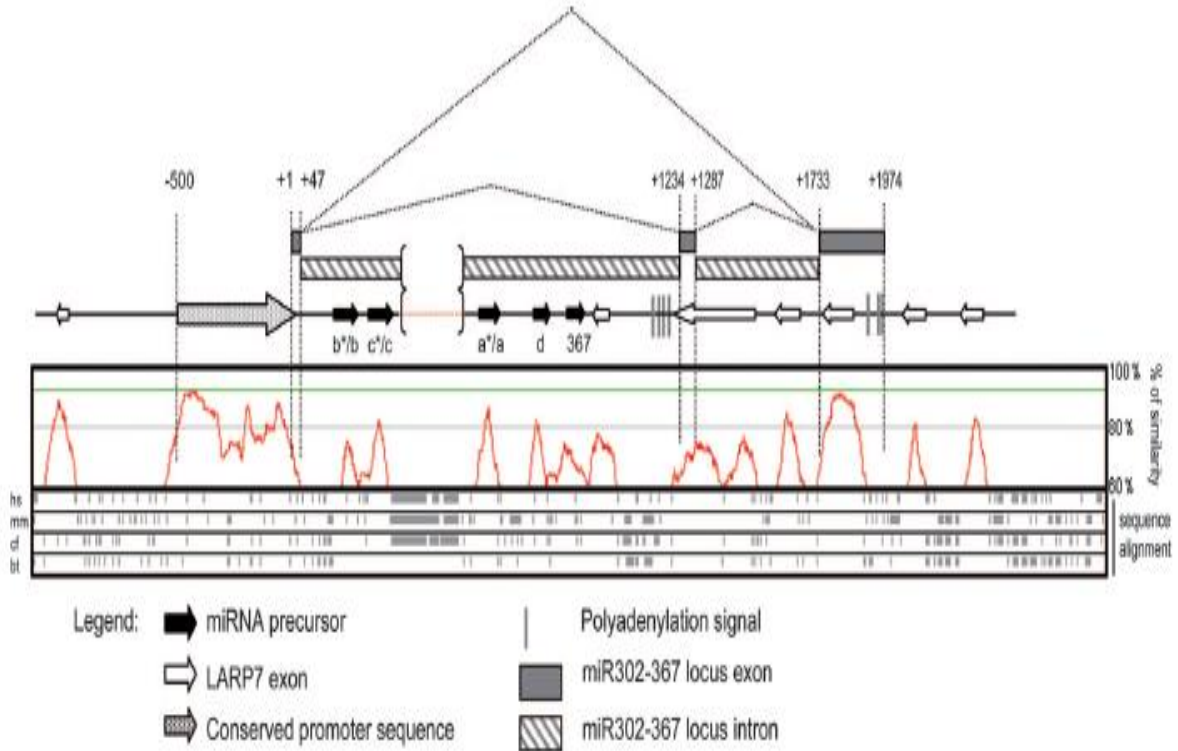 -500
+1 +47
+1234 +1287
+1733
+1974
b*/b c*/c a*/a d 367
100 %
80 %
60 %
% of similarity
hs
mm
cf
bt
sequence
alignment
Legend:
miRNA precursor
LARP7 exon
Conserved promoter sequence
Polyadenylation signal
miR302-367 locus exon
miR302-367 locus intron